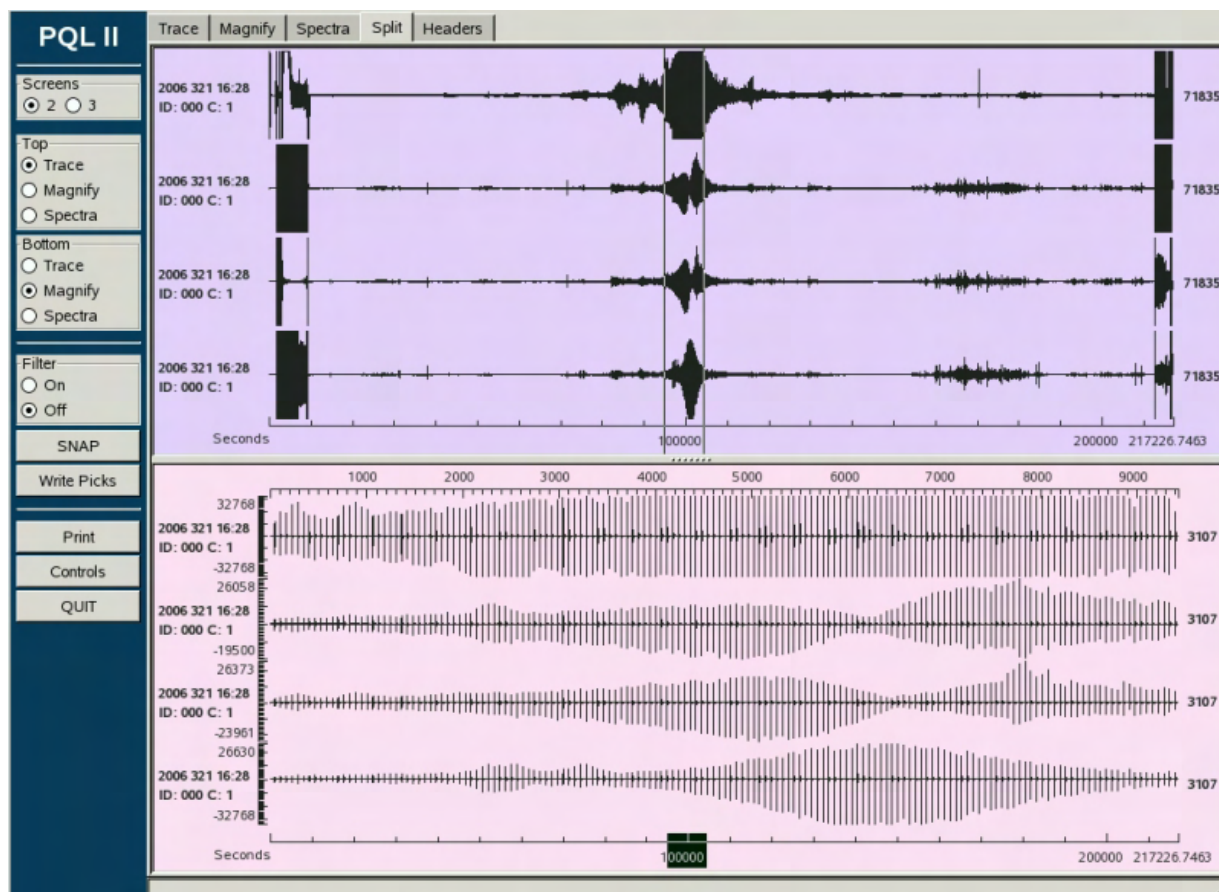 PQL II
Trace Magnify Spectra Split Headers
Screens
2 3
Top
Trace
Magnify
Spectra
Bottom
Trace
Magnify
Spectra
Filter
On
Off
SNAP
Write Picks
Print
Controls
QUIT
2006 321 16:28
ID: 000 C: 1
71835
2006 321 16:28
ID: 000 C: 1
71835
2006 321 16:28
ID: 000 C: 1
71835
2006 321 16:28
ID: 000 C: 1
71835
Seconds 100000 200000 217226.7463
1000 2000 3000 4000 5000 6000 7000 8000 9000
32768
2006 321 16:28
ID: 000 C: 1
3107
-32768
26058
2006 321 16:28
ID: 000 C: 1
3107
-19500
26373
2006 321 16:28
ID: 000 C: 1
3107
-23961
26630
2006 321 16:28
ID: 000 C: 1
3107
-32768
Seconds 100000 200000 217226.7463